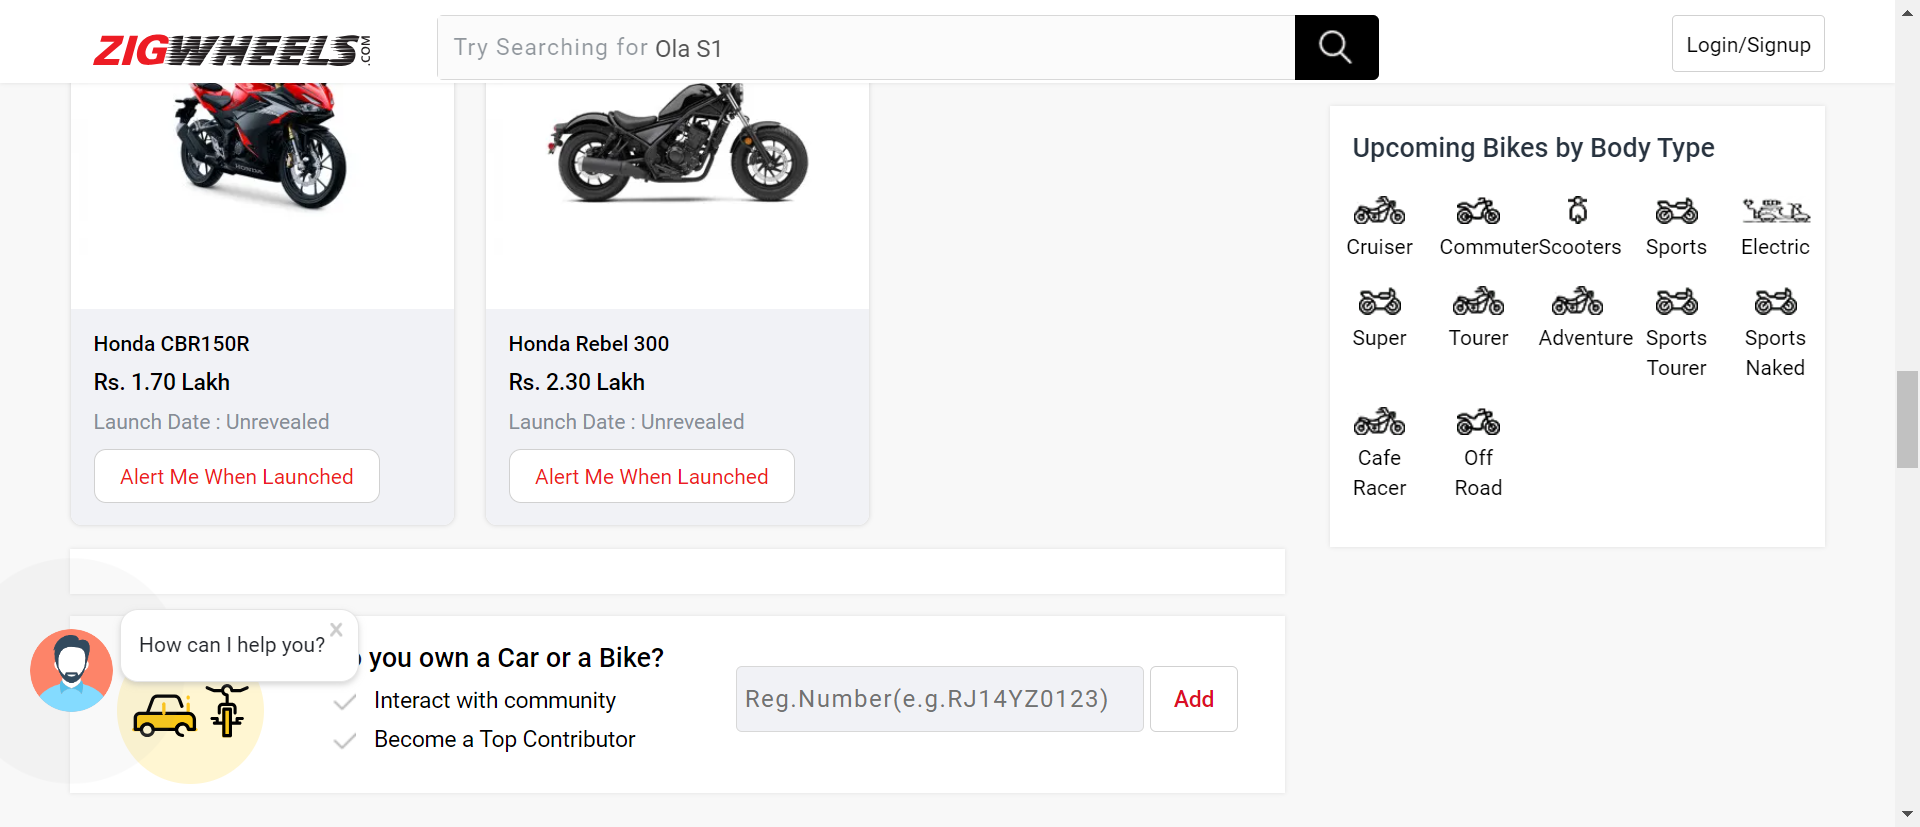 ZIGWHEELS.COM
Try Searching for Ola S1
Login/Signup
HONDA
Honda CBR150R
Rs. 1.70 Lakh
Launch Date : Unrevealed
Alert Me When Launched
Honda Rebel 300
Rs. 2.30 Lakh
Launch Date : Unrevealed
Alert Me When Launched
Upcoming Bikes by Body Type
Cruiser
Commuter
Scooters
Sports
Electric
Super
Tourer
Adventure
Sports
Tourer
Sports
Naked
Cafe
Racer
Off
Road
How can I help you?
you own a Car or a Bike?
Interact with community
Become a Top Contributor
Reg.Number(e.g.RJ14YZ0123)
Add